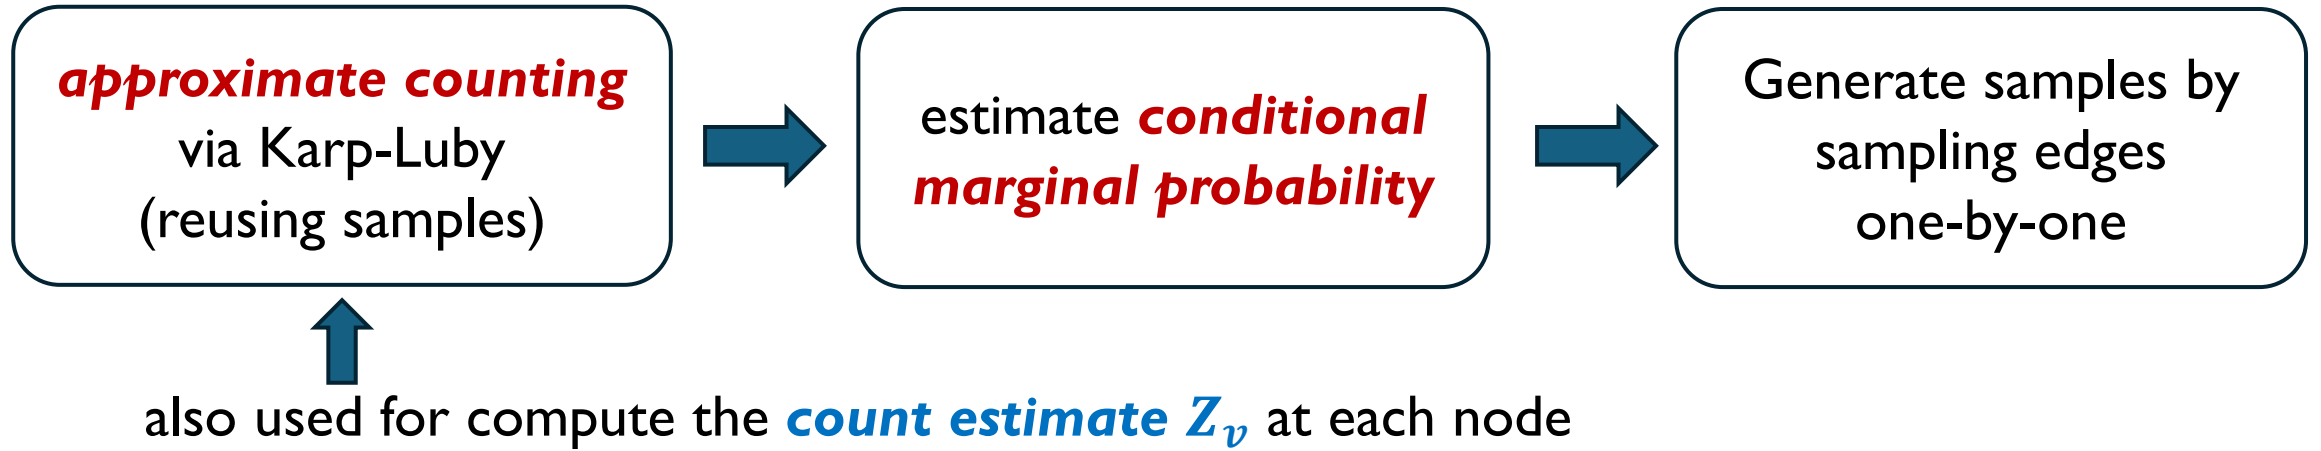 approximate counting
via Karp-Luby
(reusing samples)
estimate conditional
marginal probability
Generate samples by
sampling edges
one-by-one
also used for compute the count estimate Z_v at each node